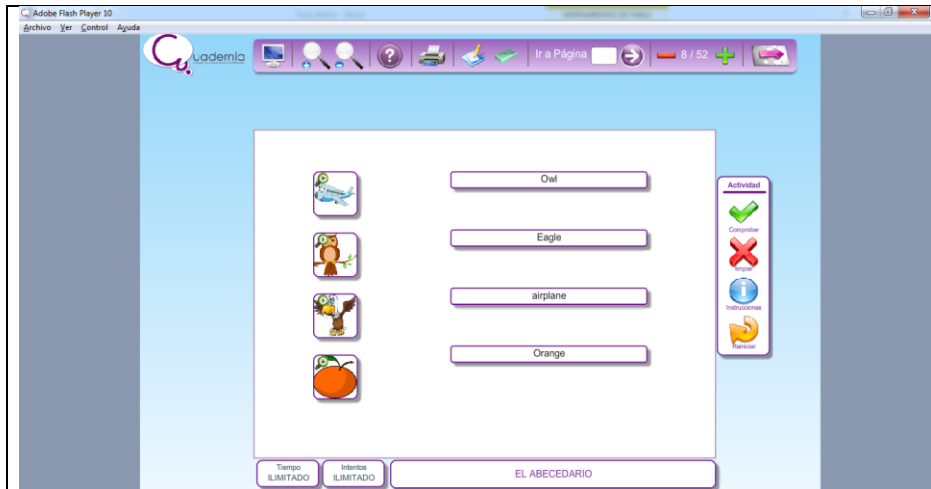 Adobe Flash Player 10
Archivo Ver Control Ayuda
Cuadernia
Ir a Página
8 / 52
Owl
Eagle
airplane
Orange
Actividad
Comprobar
limpiar
Instrucciones
Reiniciar
Tiempo
ILIMITADO
Intentos
ILIMITADO
EL ABECEDARIO